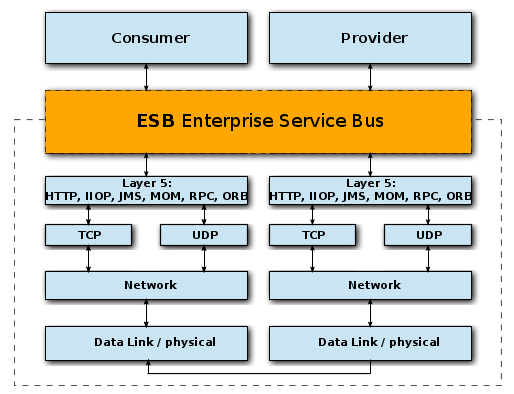 Consumer
Provider
ESB Enterprise Service Bus
Layer 5:
HTTP, IIOP, JMS, MOM, RPC, ORB
Layer 5:
HTTP, IIOP, JMS, MOM, RPC, ORB
TCP
UDP
TCP
UDP
Network
Network
Data Link / physical
Data Link / physical